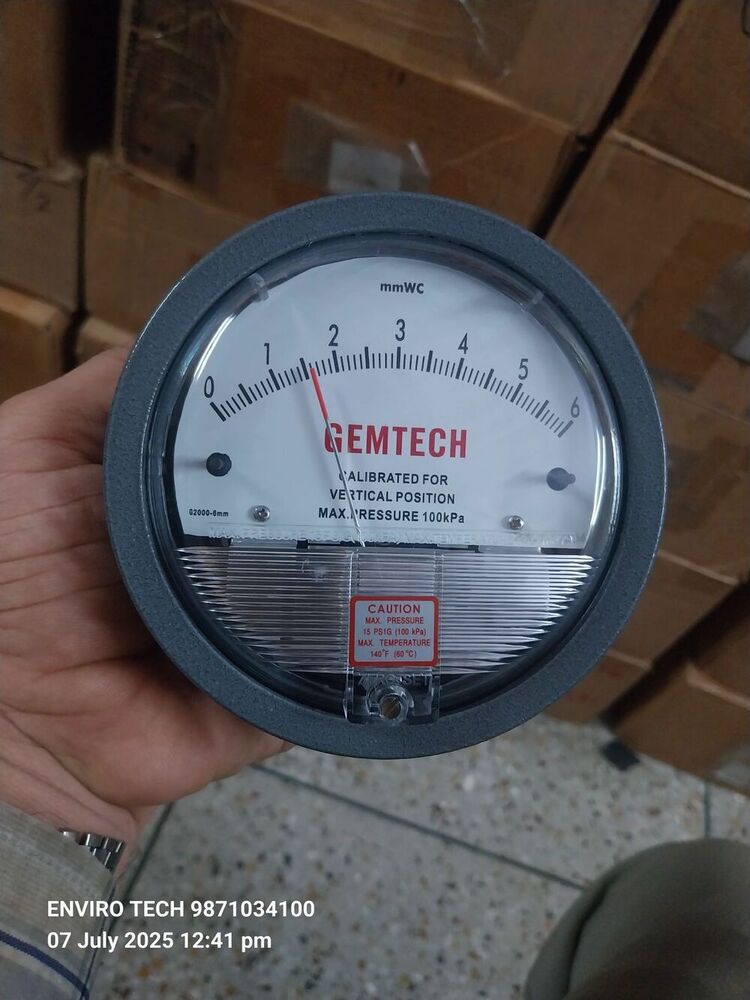 mmWC
0 1 2 3 4 5 6
GEMTECH
CALIBRATED FOR
VERTICAL POSITION
MAX.PRESSURE 100kPa
G2000-6mm
CAUTION
MAX. PRESSURE
15 PS1G (100 kPa)
MAX. TEMPERATURE
140°F (60°C)
ENVIRO TECH 9871034100
07 July 2025 12:41 pm